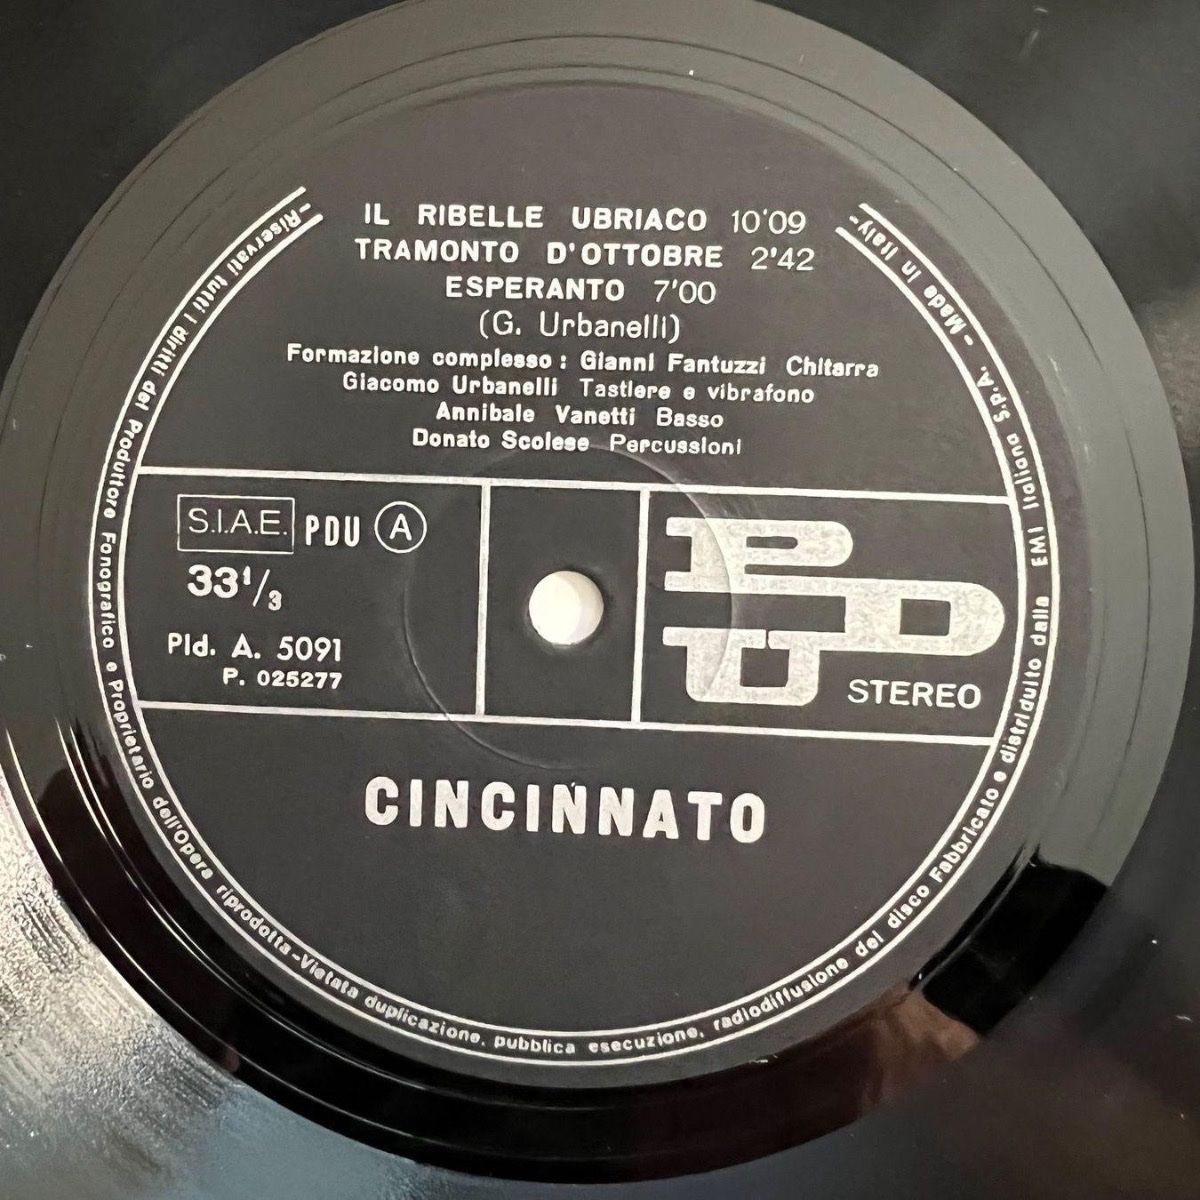 IL RIBELLE UBRIACO 10'09
TRAMONTO D'OTTOBRE 2'42
ESPERANTO 7'00
(G. Urbanelli)
Formazione complesso: Gianni Fantuzzi Chitarra
Giacomo Urbanelli Tastiere e vibrafono
Annibale Vanetti Basso
Donato Scolese Percussioni
S.I.A.E. PDU A
33 1/3
Pld. A. 5091
P. 025277
PDU
STEREO
CINCINNATO
-Riservati tutti i diritti del Produttore Fonografico e Proprietario dell'Opera riprodotta-Vietata duplicazione, pubblica esecuzione, radiodiffusione del disco Fabbricato e distribuito dalla EMI Italiana S.p.A. - Made in Italy-